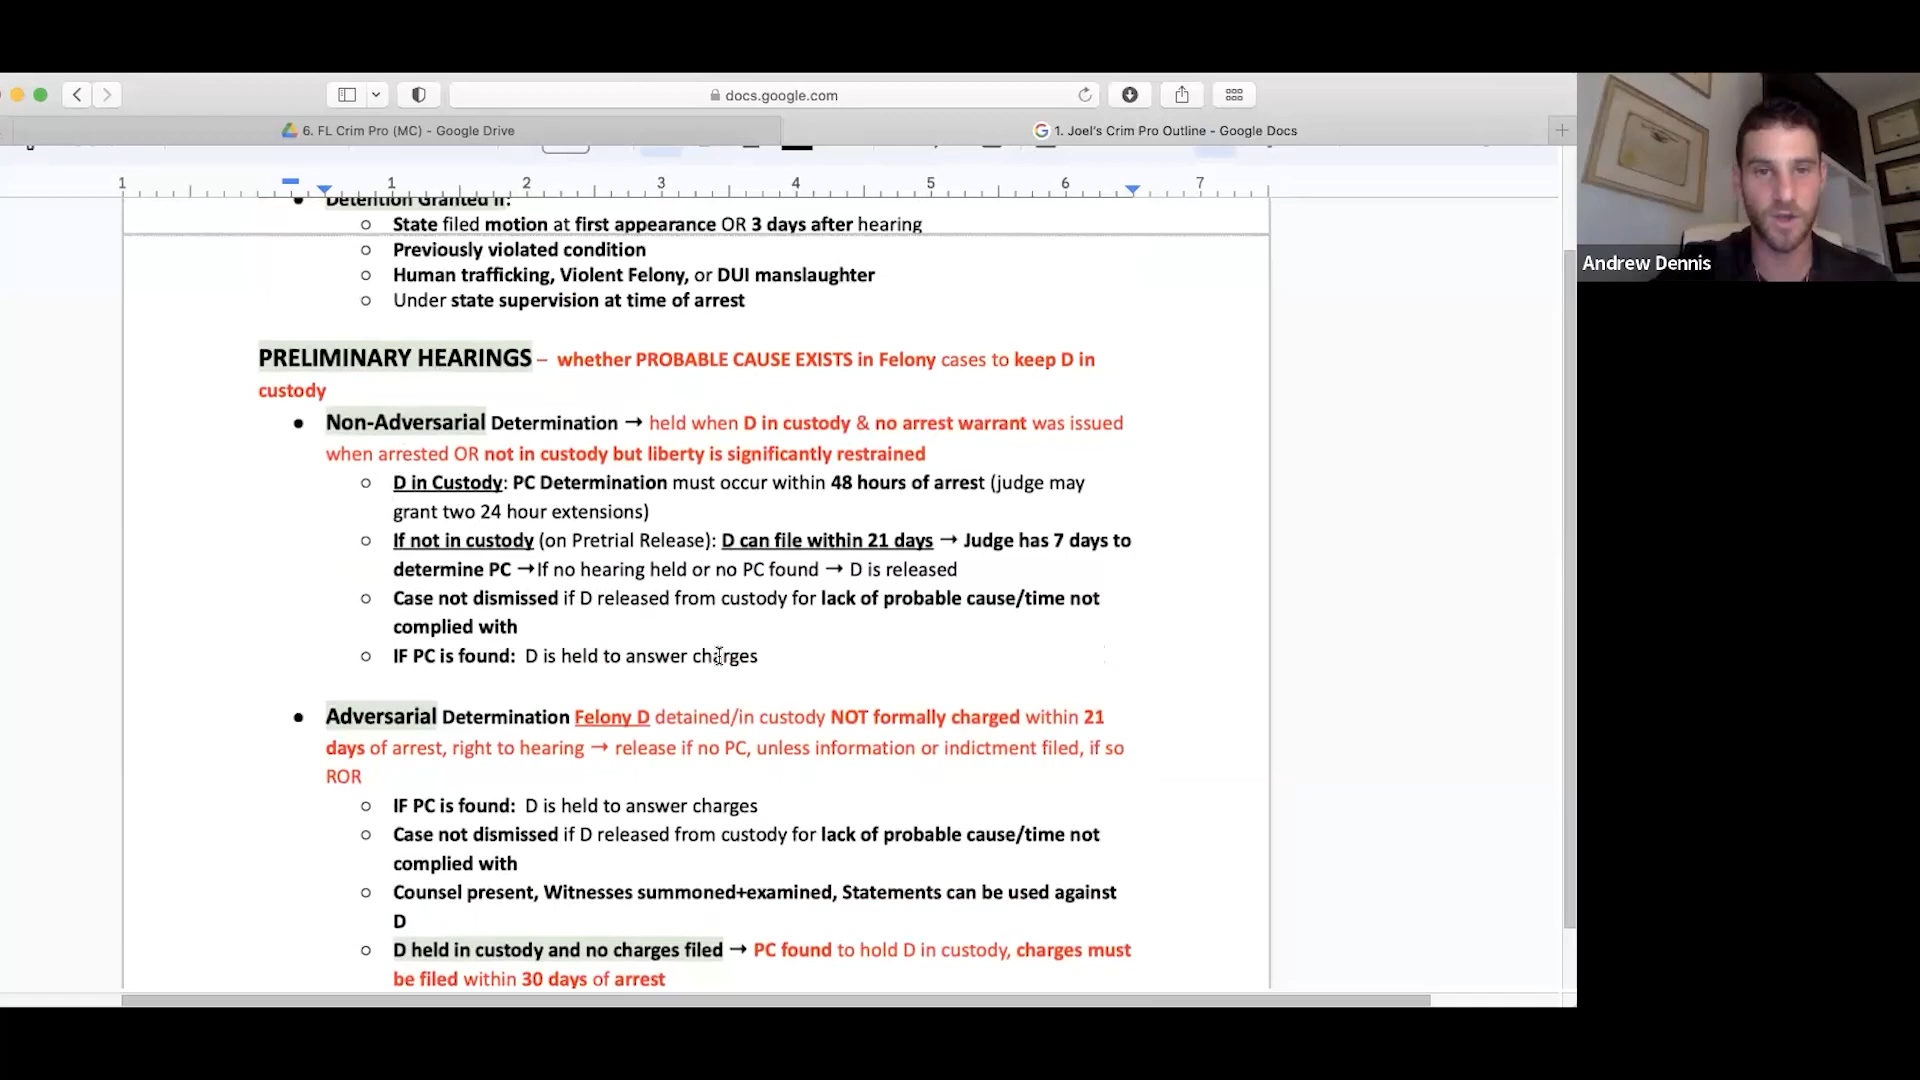 docs.google.com
6. FL Crim Pro (MC) - Google Drive
1. Joel's Crim Pro Outline - Google Docs
1 1 2 3 4 5 6 7
Andrew Dennis
Detention Granted if:
State filed motion at first appearance OR 3 days after hearing
Previously violated condition
Human trafficking, Violent Felony, or DUI manslaughter
Under state supervision at time of arrest
PRELIMINARY HEARINGS – whether PROBABLE CAUSE EXISTS in Felony cases to keep D in
custody
Non-Adversarial Determination → held when D in custody & no arrest warrant was issued
when arrested OR not in custody but liberty is significantly restrained
D in Custody: PC Determination must occur within 48 hours of arrest (judge may
grant two 24 hour extensions)
If not in custody (on Pretrial Release): D can file within 21 days → Judge has 7 days to
determine PC →If no hearing held or no PC found → D is released
Case not dismissed if D released from custody for lack of probable cause/time not
complied with
IF PC is found: D is held to answer charges
Adversarial Determination Felony D detained/in custody NOT formally charged within 21
days of arrest, right to hearing → release if no PC, unless information or indictment filed, if so
ROR
IF PC is found: D is held to answer charges
Case not dismissed if D released from custody for lack of probable cause/time not
complied with
Counsel present, Witnesses summoned+examined, Statements can be used against
D
D held in custody and no charges filed → PC found to hold D in custody, charges must
be filed within 30 days of arrest